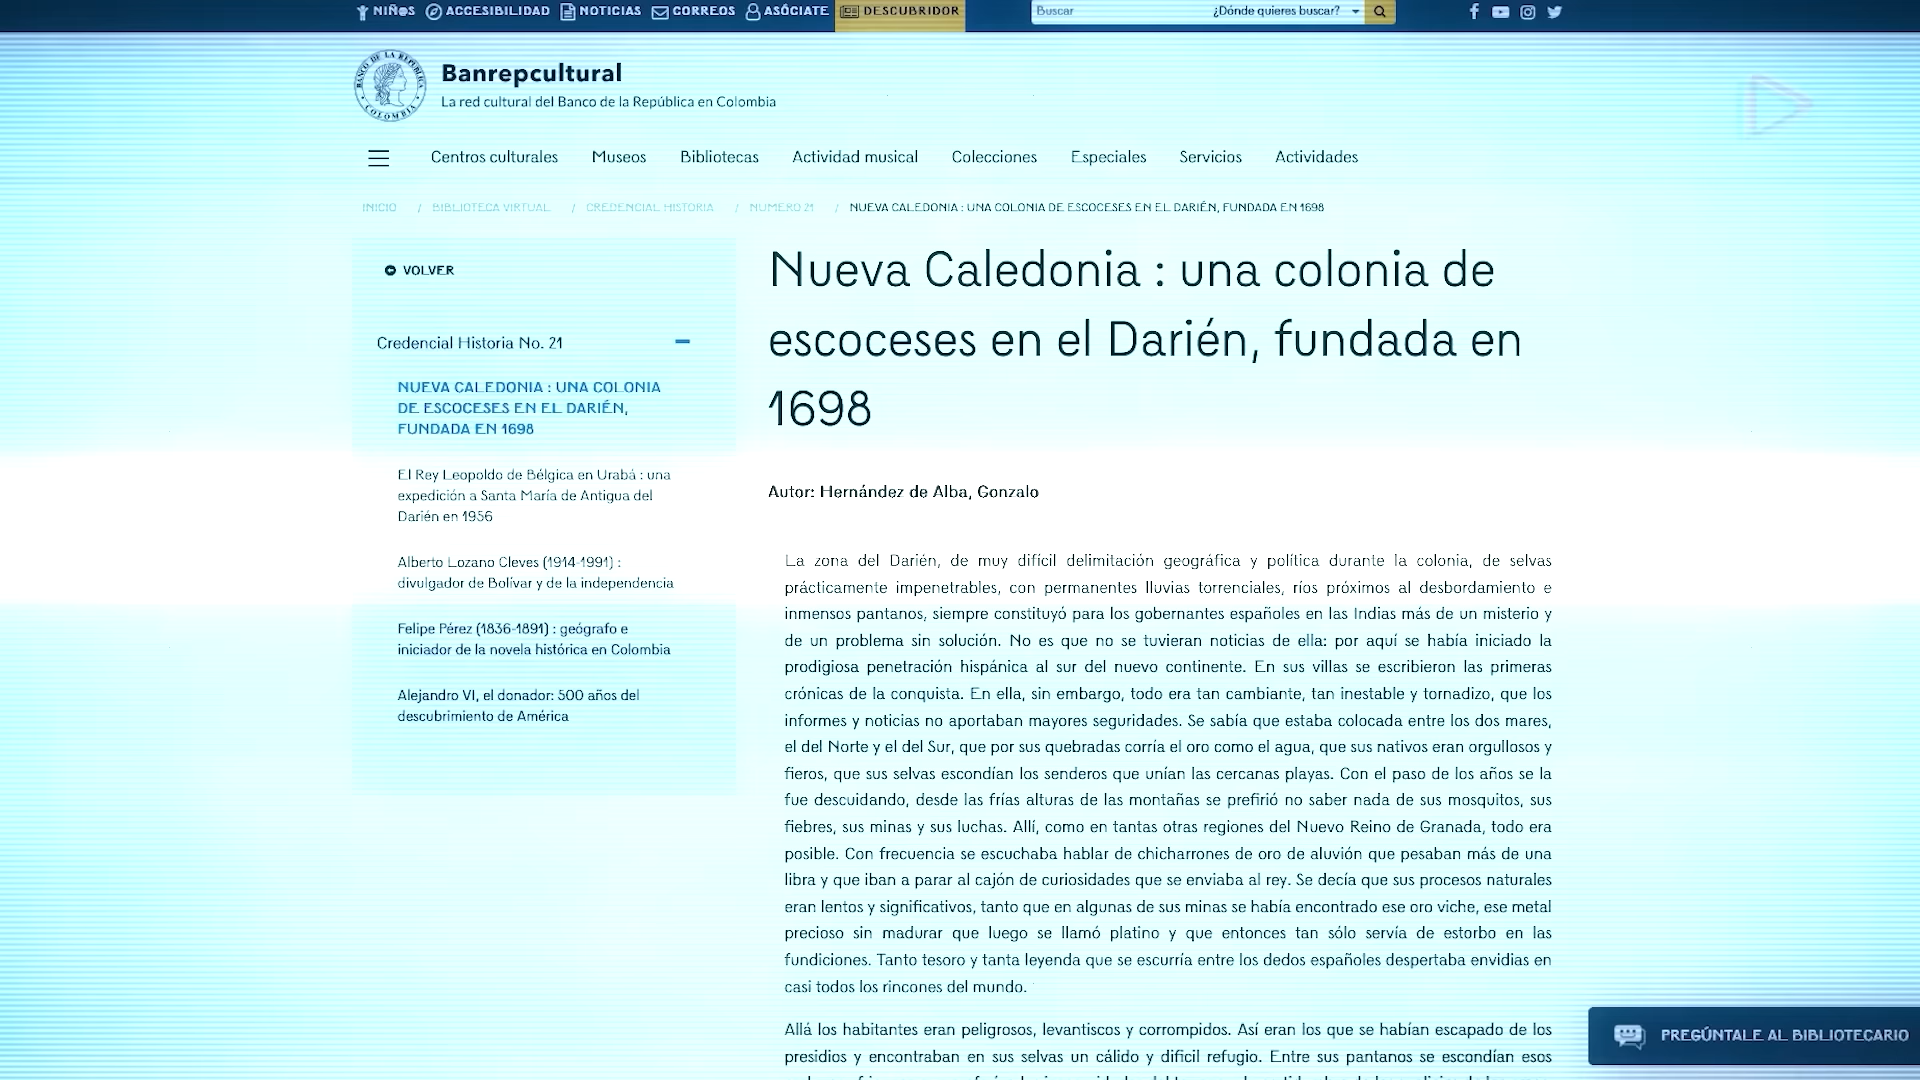 NIÑ@S ACCESIBILIDAD NOTICIAS CORREOS ASÓCIATE DESCUBRIDOR Buscar ¿Dónde quieres buscar?
BANCO DE LA REPUBLICA COLOMBIA
Banrepcultural
La red cultural del Banco de la República en Colombia
Centros culturales Museos Bibliotecas Actividad musical Colecciones Especiales Servicios Actividades
INICIO / BIBLIOTECA VIRTUAL / CREDENCIAL HISTORIA / NÚMERO 21 / NUEVA CALEDONIA : UNA COLONIA DE ESCOCESES EN EL DARIÉN, FUNDADA EN 1698
VOLVER
Credencial Historia No. 21
NUEVA CALEDONIA : UNA COLONIA
DE ESCOCESES EN EL DARIÉN,
FUNDADA EN 1698
El Rey Leopoldo de Bélgica en Urabá : una
expedición a Santa María de Antigua del
Darién en 1956
Alberto Lozano Cleves (1914-1991) :
divulgador de Bolívar y de la independencia
Felipe Pérez (1836-1891) : geógrafo e
iniciador de la novela histórica en Colombia
Alejandro VI, el donador: 500 años del
descubrimiento de América
Nueva Caledonia : una colonia de
escoceses en el Darién, fundada en
1698
Autor: Hernández de Alba, Gonzalo
La zona del Darién, de muy difícil delimitación geográfica y política durante la colonia, de selvas
prácticamente impenetrables, con permanentes lluvias torrenciales, ríos próximos al desbordamiento e
inmensos pantanos, siempre constituyó para los gobernantes españoles en las Indias más de un misterio y
de un problema sin solución. No es que no se tuvieran noticias de ella: por aquí se había iniciado la
prodigiosa penetración hispánica al sur del nuevo continente. En sus villas se escribieron las primeras
crónicas de la conquista. En ella, sin embargo, todo era tan cambiante, tan inestable y tornadizo, que los
informes y noticias no aportaban mayores seguridades. Se sabía que estaba colocada entre los dos mares,
el del Norte y el del Sur, que por sus quebradas corría el oro como el agua, que sus nativos eran orgullosos y
fieros, que sus selvas escondían los senderos que unían las cercanas playas. Con el paso de los años se la
fue descuidando, desde las frías alturas de las montañas se prefirió no saber nada de sus mosquitos, sus
fiebres, sus minas y sus luchas. Allí, como en tantas otras regiones del Nuevo Reino de Granada, todo era
posible. Con frecuencia se escuchaba hablar de chicharrones de oro de aluvión que pesaban más de una
libra y que iban a parar al cajón de curiosidades que se enviaba al rey. Se decía que sus procesos naturales
eran lentos y significativos, tanto que en algunas de sus minas se había encontrado ese oro viche, ese metal
precioso sin madurar que luego se llamó platino y que entonces tan sólo servía de estorbo en las
fundiciones. Tanto tesoro y tanta leyenda que se escurría entre los dedos españoles despertaba envidias en
casi todos los rincones del mundo.
Allá los habitantes eran peligrosos, levantiscos y corrompidos. Así eran los que se habían escapado de los
presidios y encontraban en sus selvas un cálido y difícil refugio. Entre sus pantanos se escondían esos
PREGÚNTALE AL BIBLIOTECARIO